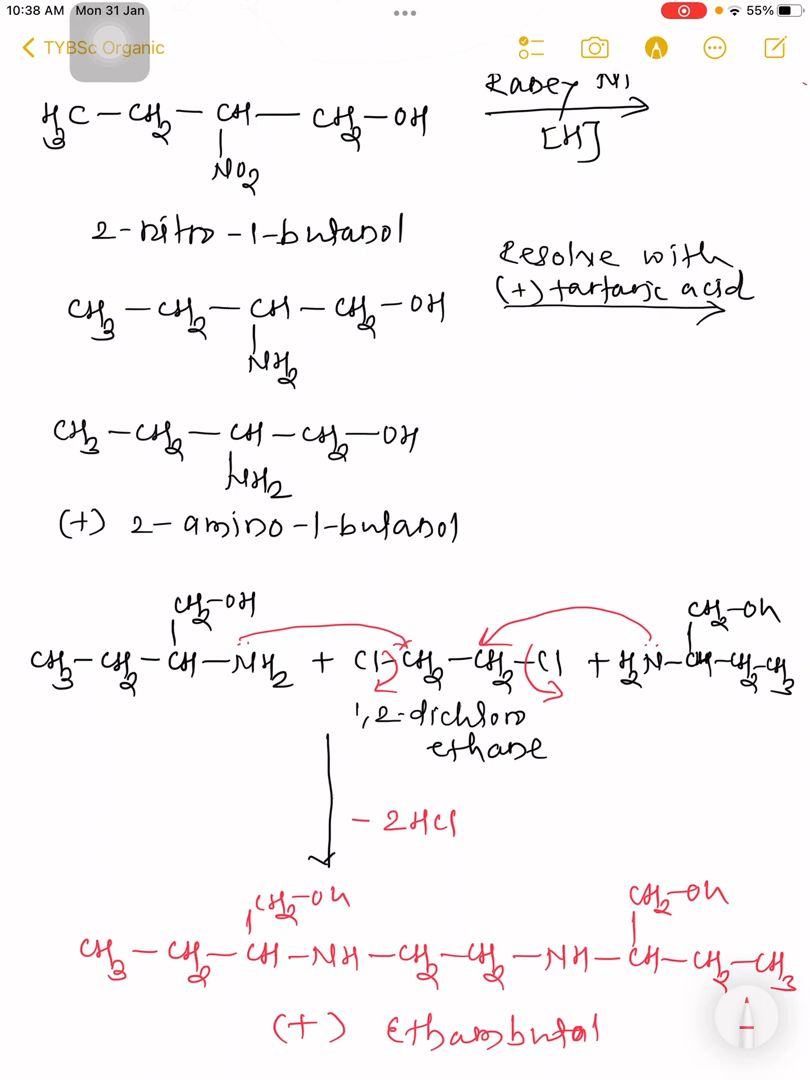 10:38 AM Mon 31 Jan
55%
TYBSc Organic
H3C-CH2-CH-CH2-OH
NO2
Raney Ni
[H]
2-nitro-1-butanol
CH3-CH2-CH-CH2-OH
NH2
Resolve with
(+) tartaric acid
CH3-CH2-CH-CH2-OH
NH2
(+) 2-amino-1-butanol
CH2-OH
CH2-OH
CH3-CH2-CH-NH2 + Cl-CH2-CH2-Cl + H2N-CH-CH2-CH3
1,2-dichloro
ethane
- 2HCl
CH2-OH
CH2-OH
CH3-CH2-CH-NH-CH2-CH2-NH-CH-CH2-CH3
(+) Ethambutal